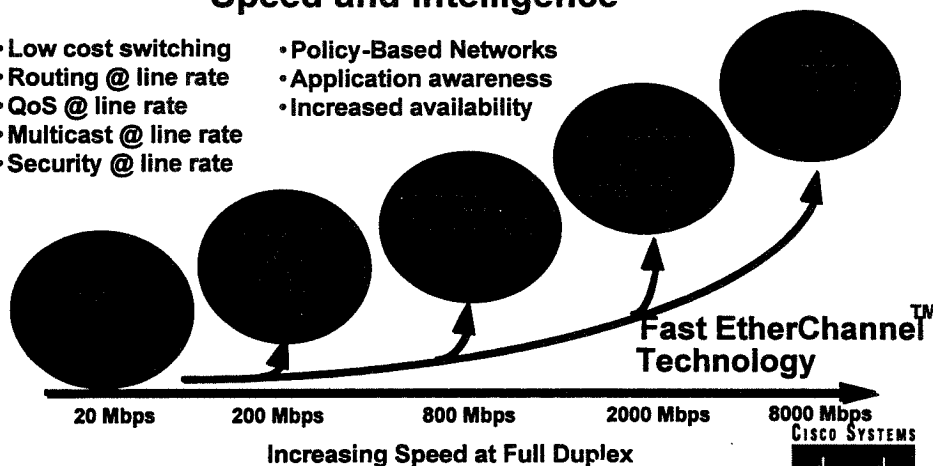 Speed and Intelligence
• Low cost switching
• Routing @ line rate
• QoS @ line rate
• Multicast @ line rate
• Security @ line rate
• Policy-Based Networks
• Application awareness
• Increased availability
Fast EtherChannel™
Technology
20 Mbps
200 Mbps
800 Mbps
2000 Mbps
8000 Mbps
Increasing Speed at Full Duplex
CISCO SYSTEMS